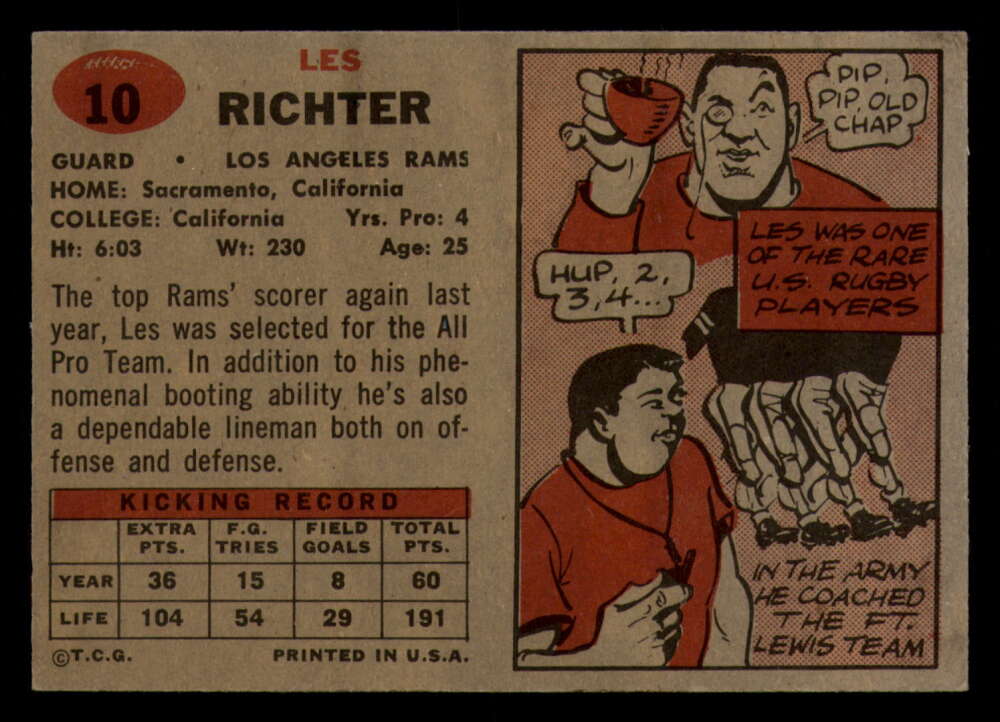 10
LES
RICHTER
GUARD • LOS ANGELES RAMS
HOME: Sacramento, California
COLLEGE: California Yrs. Pro: 4
Ht: 6:03 Wt: 230 Age: 25
The top Rams' scorer again last
year, Les was selected for the All
Pro Team. In addition to his phe-
nomenal booting ability he's also
a dependable lineman both on of-
fense and defense.
KICKING RECORD
EXTRA PTS. F.G. TRIES FIELD GOALS TOTAL PTS.
YEAR 36 15 8 60
LIFE 104 54 29 191
©T.C.G. PRINTED IN U.S.A.
PIP,
PIP, OLD
CHAP
LES WAS ONE
OF THE RARE
U.S. RUGBY
PLAYERS
HUP, 2,
3,4...
IN THE ARMY
HE COACHED
THE FT.
LEWIS TEAM